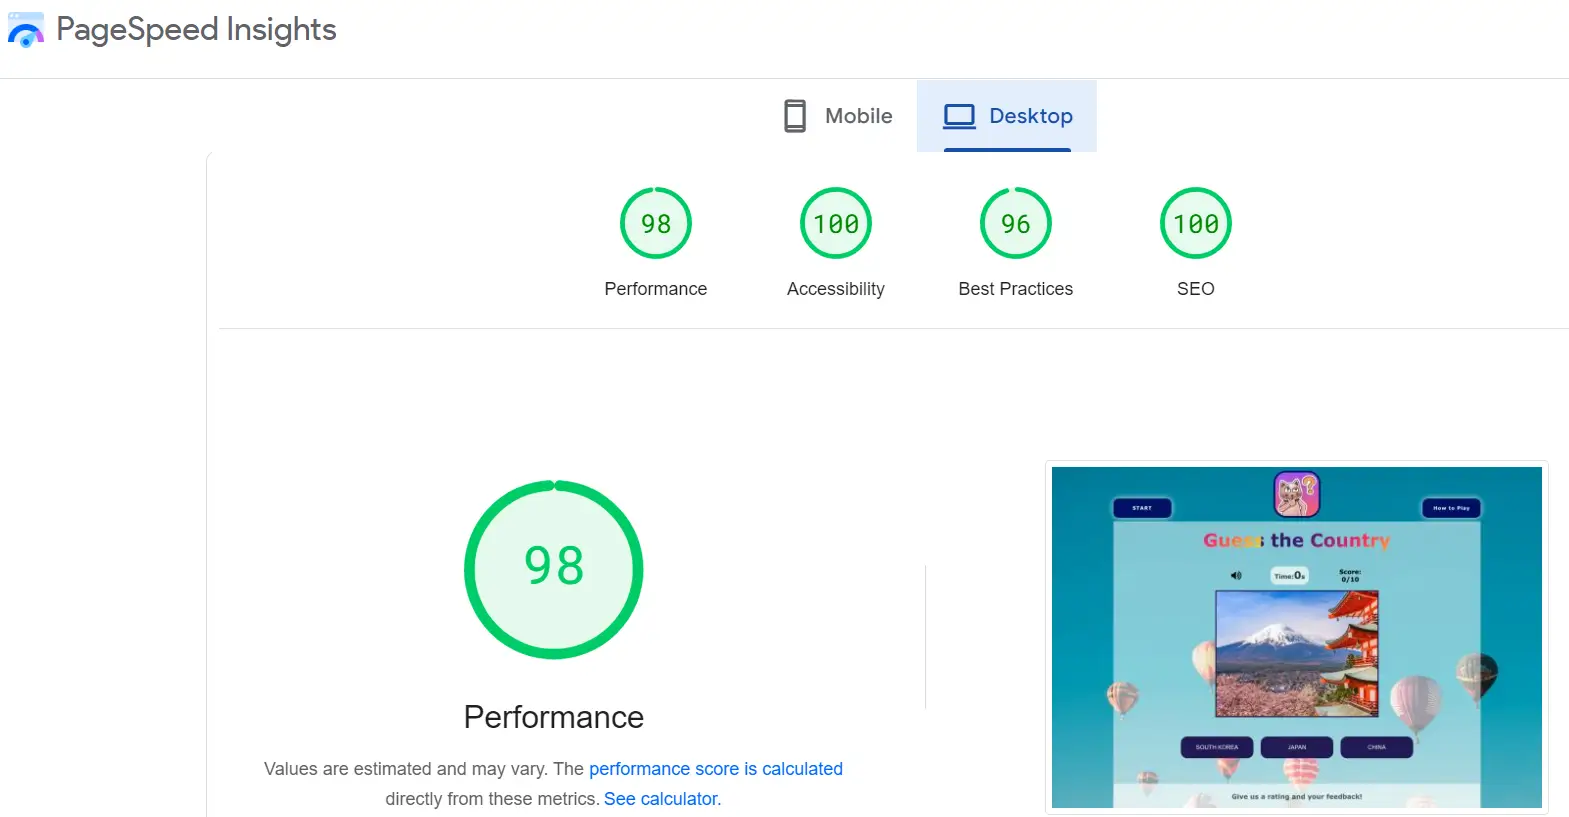 PageSpeed Insights
Mobile
Desktop
98
100
96
100
Performance
Accessibility
Best Practices
SEO
98
Performance
Values are estimated and may vary. The performance score is calculated
directly from these metrics. See calculator.
START
How to Play
?
Guess the Country
Time:0s
Score:
0/10
SOUTH KOREA
JAPAN
CHINA
Give us a rating and your feedback!